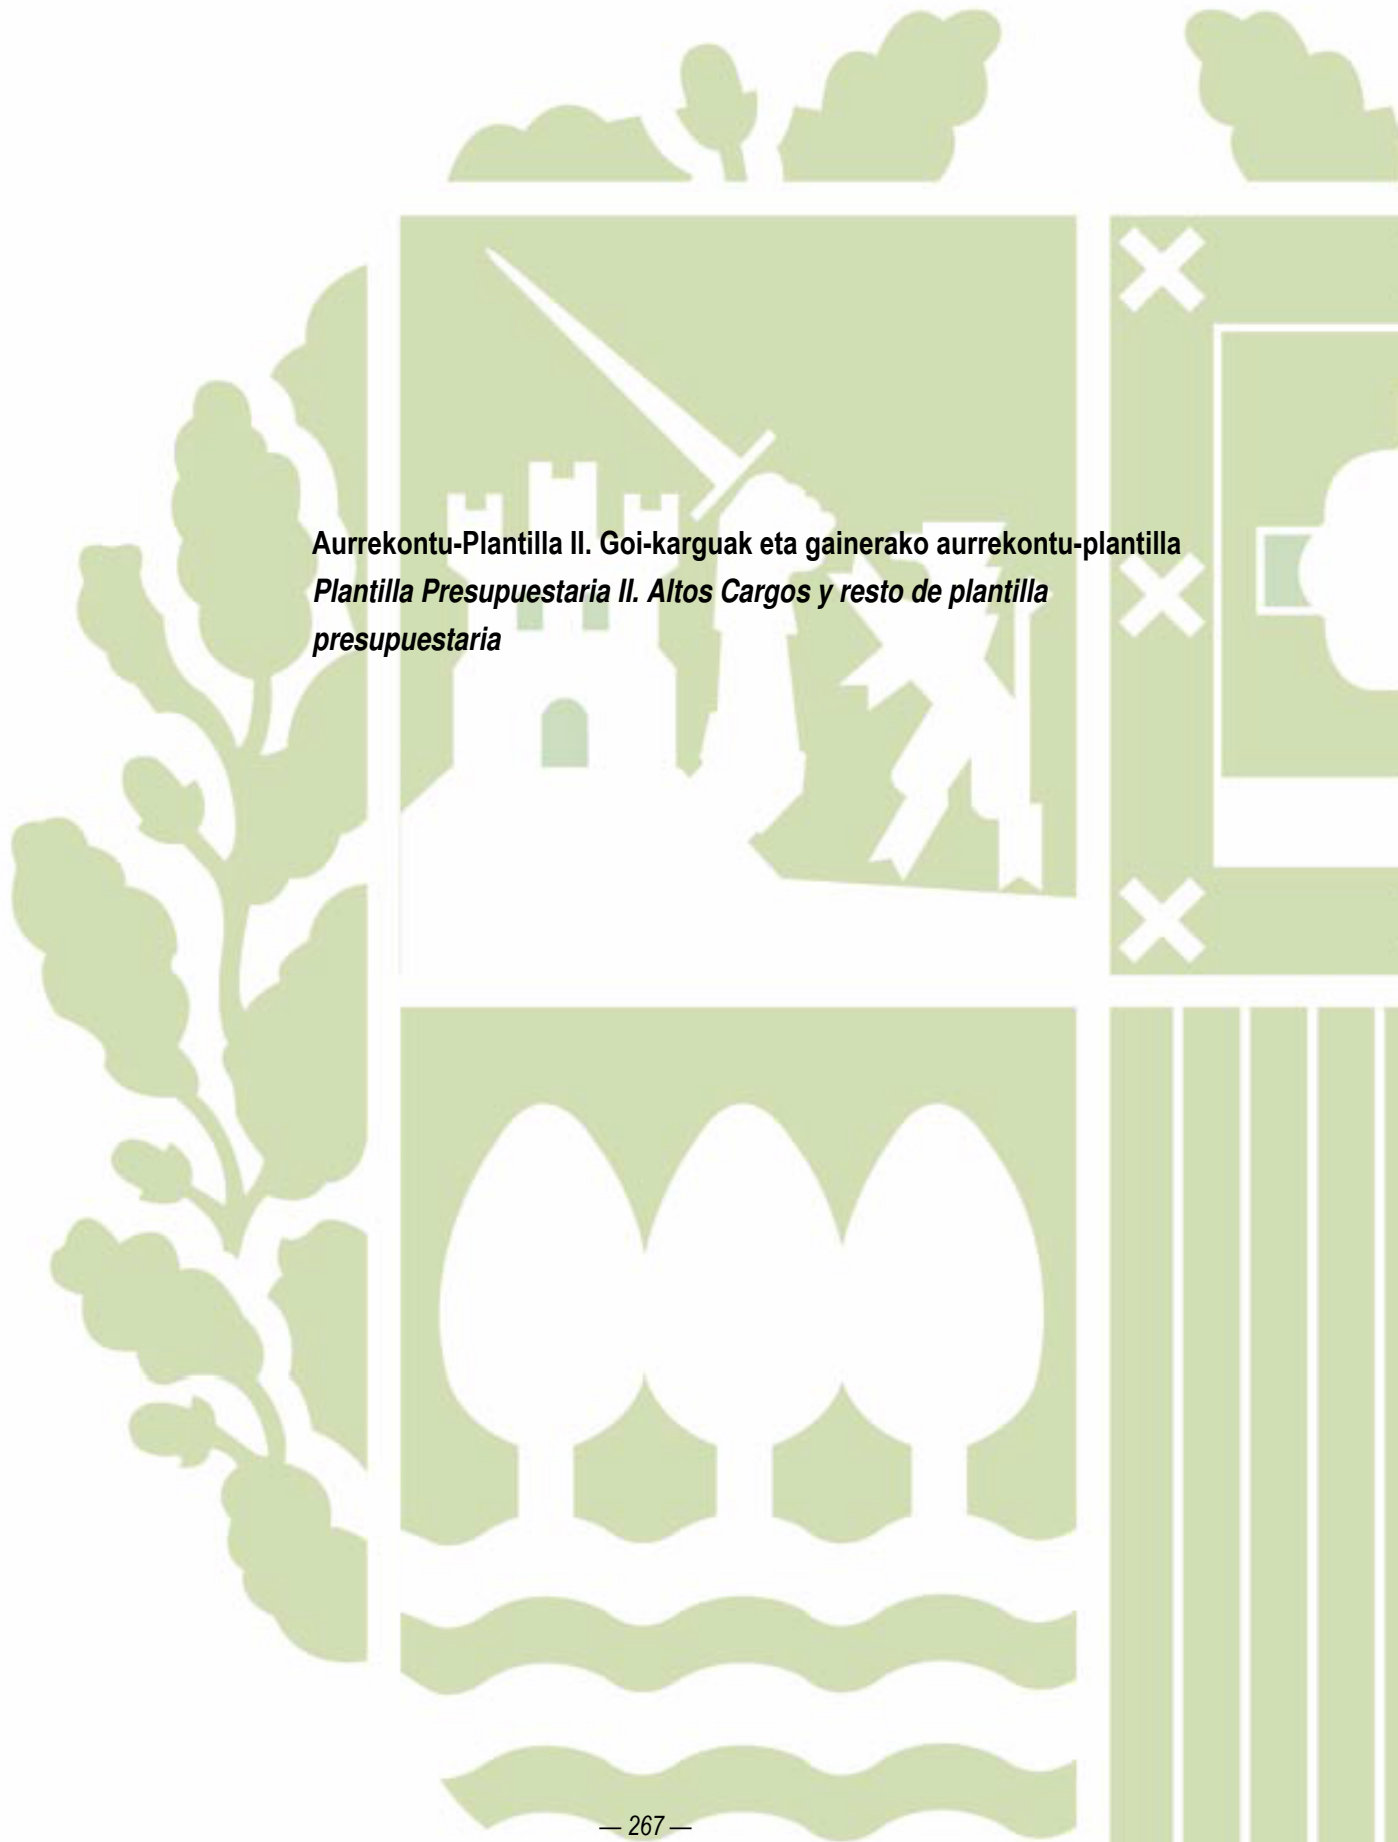 Aurrekontu-Plantilla II. Goi-karguak eta gainerako aurrekontu-plantilla
Plantilla Presupuestaria II. Altos Cargos y resto de plantilla
presupuestaria
— 267 —